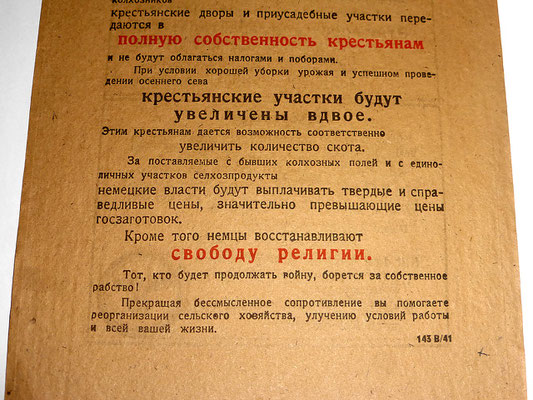 колхозников
крестьянские дворы и приусадебные участки пере-
даются в
полную собственность крестьянам
и не будут облагаться налогами и поборами.
При условии хорошей уборки урожая и успешном прове-
дении осеннего сева
крестьянские участки будут
увеличены вдвое.
Этим крестьянам дается возможность соответственно
увеличить количество скота.
За поставляемые с бывших колхозных полей и с едино-
личных участков селхозпродукты
немецкие власти будут выплачивать твердые и спра-
ведливые цены, значительно превышающие цены
госзаготовок.
Кроме того немцы восстанавливают
свободу религии.
Тот, кто будет продолжать войну, борется за собственное
рабство!
Прекращая бессмысленное сопротивление вы помогаете
реорганизации сельского хозяйства, улучению условий работы
и всей вашей жизни.
143 В/41